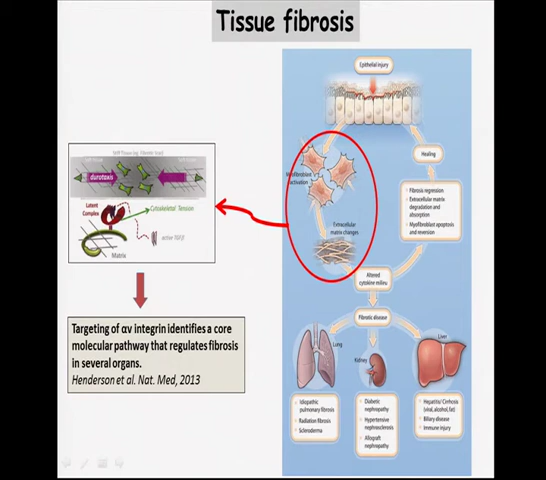 Tissue fibrosis
Epithelial injury
Myofibroblast
activation
Healing
Fibrosis regression
Extracellular matrix
degradation and
absorption
Myofibroblast apoptosis
and reversion
Extracellular
matrix changes
Altered
cytokine milieu
Fibrotic disease
Lung
Kidney
Liver
Idiopathic
pulmonary fibrosis
Radiation fibrosis
Scleroderma
Diabetic
nephropathy
Hypertensive
nephrosclerosis
Allograft
nephropathy
Hepatitis/ Cirrhosis
(viral, alcohol, fat)
Biliary disease
Immune injury
durotaxis
Latent
Complex
Cytoskeletal Tension
active TGFβ
Matrix
Targeting of αv integrin identifies a core
molecular pathway that regulates fibrosis
in several organs.
Henderson et al. Nat. Med, 2013